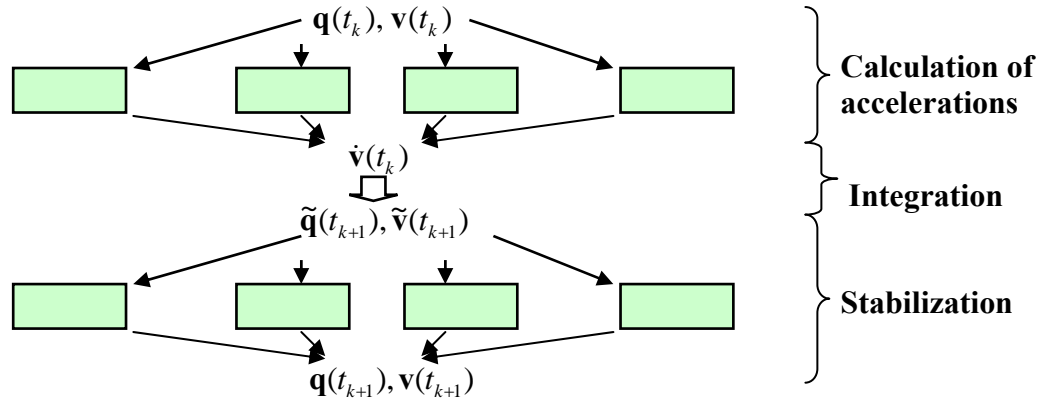 q(t_k), v(t_k)
Calculation of
accelerations
v̇(t_k)
Integration
q̃(t_{k+1}), ṽ(t_{k+1})
Stabilization
q(t_{k+1}), v(t_{k+1})